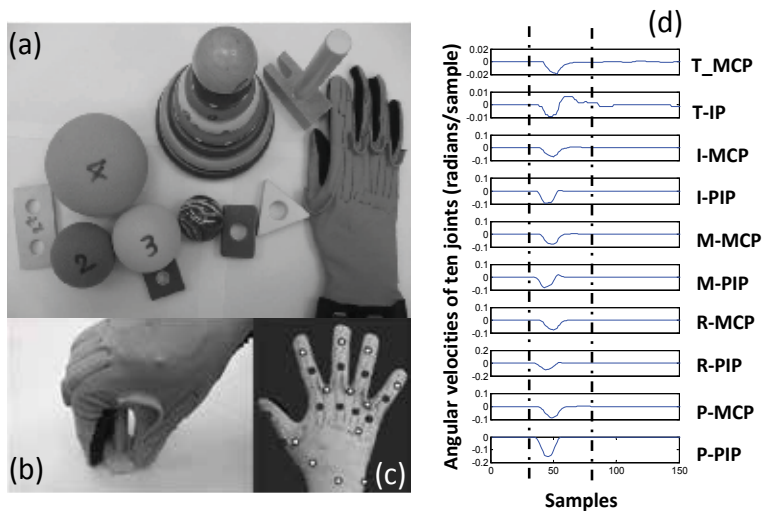 (a)
4
2
3
(b)
(c)
(d)
Angular velocities of ten joints (radians/sample)
0.02
0
-0.02
T_MCP
0.01
0
-0.01
T-IP
0.1
0
-0.1
I-MCP
0.1
0
-0.1
I-PIP
0.1
0
-0.1
M-MCP
0.1
0
-0.1
M-PIP
0.1
0
-0.1
R-MCP
0.2
0
-0.2
R-PIP
0.1
0
-0.1
P-MCP
0
-0.1
-0.2
P-PIP
0 50 100 150
Samples